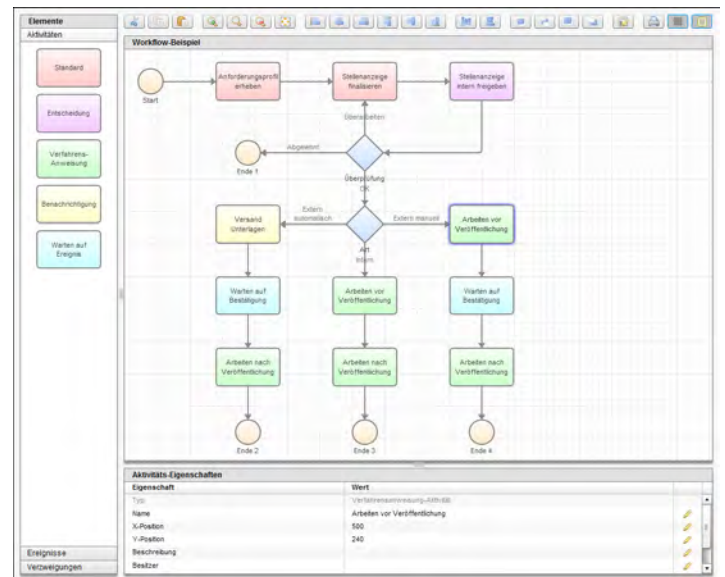 Elemente
Aktivitäten
Standard
Entscheidung
Verfahrens-
Anweisung
Benachrichtigung
Warten auf
Ereignis
Ereignisse
Verzweigungen
Workflow-Beispiel
Start
Anforderungsprofil
erheben
Stellenanzeige
finalisieren
Stellenanzeige
intern freigeben
Überarbeiten
Abgelehnt
Ende 1
Überprüfung
OK
Versand
Unterlagen
Extern
automatisch
Extern manuell
Arbeiten vor
Veröffentlichung
Art
Intern
Warten auf
Bestätigung
Arbeiten vor
Veröffentlichung
Warten auf
Bestätigung
Arbeiten nach
Veröffentlichung
Arbeiten nach
Veröffentlichung
Arbeiten nach
Veröffentlichung
Ende 2
Ende 3
Ende 4
Aktivitäts-Eigenschaften
Eigenschaft Wert
Typ Verfahrensanweisung-Aktivität
Name Arbeiten vor Veröffentlichung
X-Position 500
Y-Position 240
Beschreibung
Besitzer